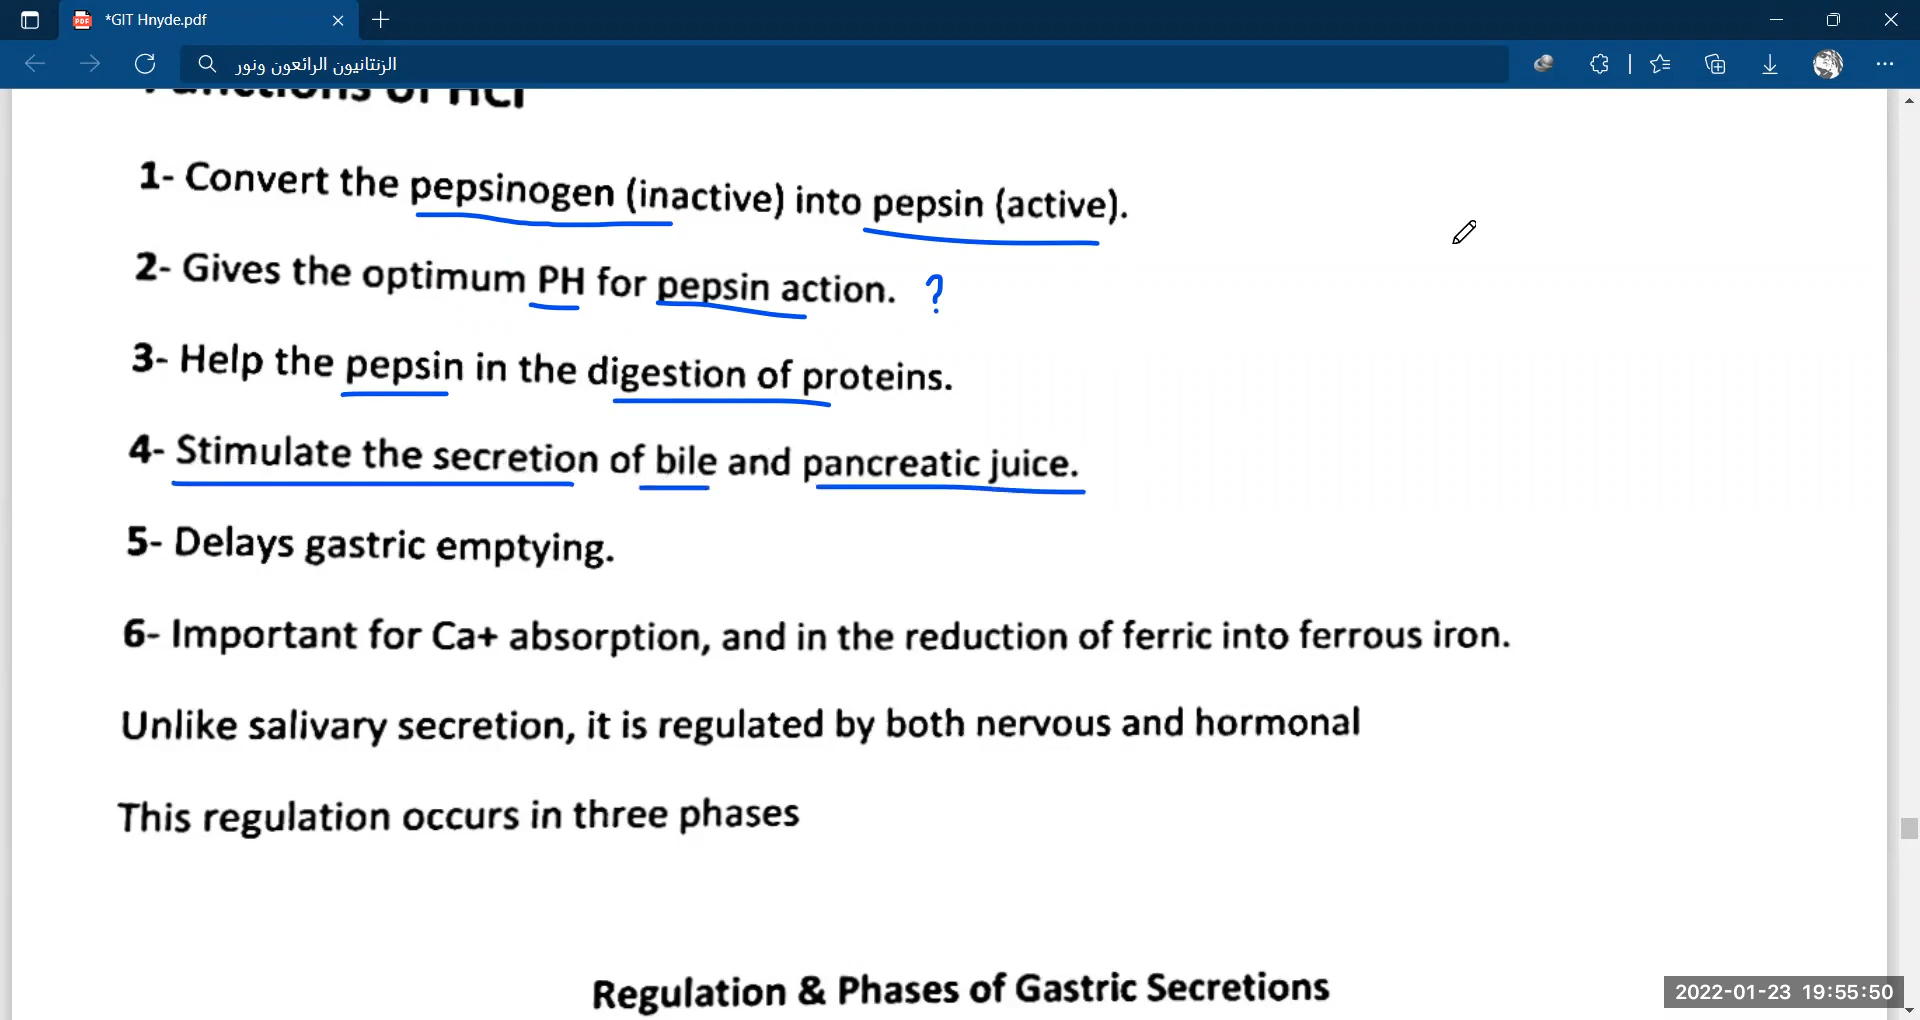 *GIT Hnyde.pdf
الزنتانيون الرائعون ونور
Functions of HCl
1- Convert the pepsinogen (inactive) into pepsin (active).
2- Gives the optimum PH for pepsin action. ?
3- Help the pepsin in the digestion of proteins.
4- Stimulate the secretion of bile and pancreatic juice.
5- Delays gastric emptying.
6- Important for Ca+ absorption, and in the reduction of ferric into ferrous iron.
Unlike salivary secretion, it is regulated by both nervous and hormonal
This regulation occurs in three phases
Regulation & Phases of Gastric Secretions
2022-01-23 19:55:50